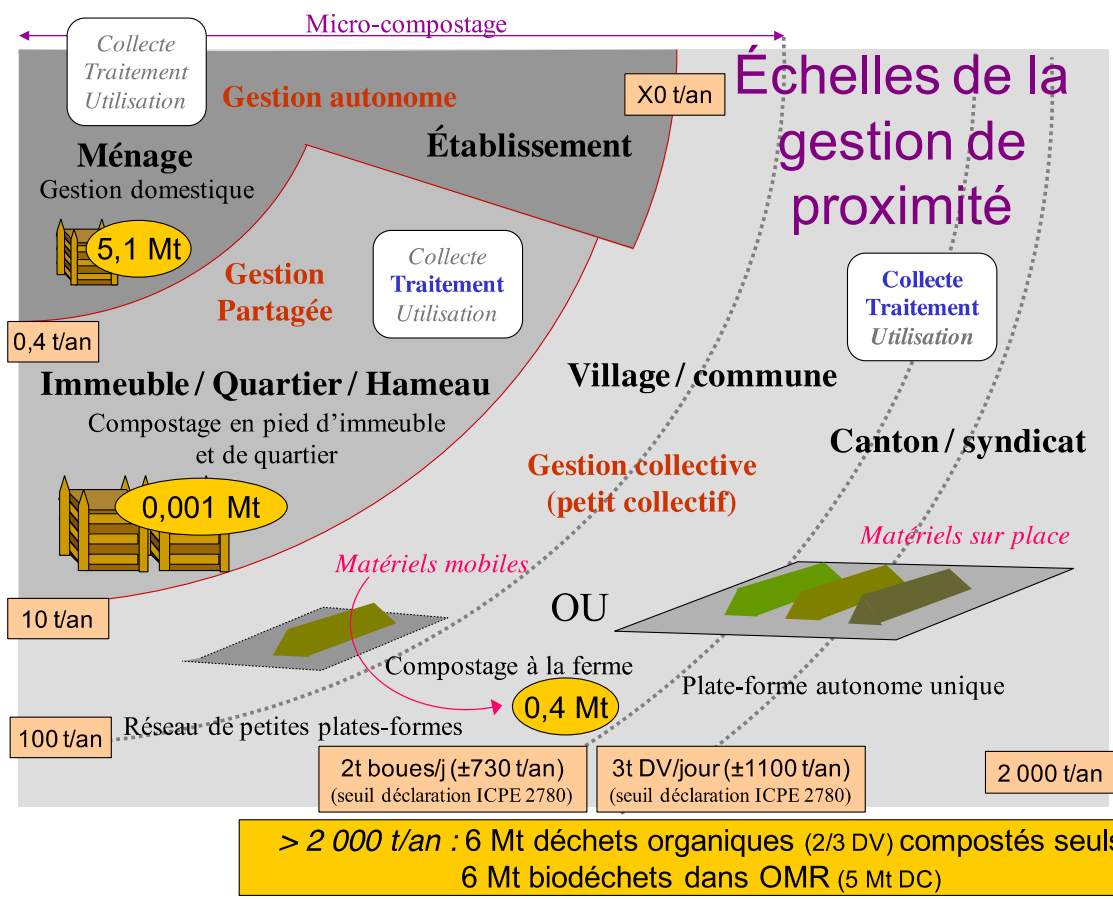 Micro-compostage
Échelles de la
gestion de
proximité
Collecte
Traitement
Utilisation
Gestion autonome
X0 t/an
Ménage
Gestion domestique
5,1 Mt
Établissement
0,4 t/an
Gestion
Partagée
Collecte
Traitement
Utilisation
Immeuble / Quartier / Hameau
Compostage en pied d’immeuble
et de quartier
0,001 Mt
10 t/an
Collecte
Traitement
Utilisation
Village / commune
Canton / syndicat
Gestion collective
(petit collectif)
Matériels mobiles
Matériels sur place
OU
Compostage à la ferme
0,4 Mt
Plate-forme autonome unique
100 t/an
Réseau de petites plates-formes
2t boues/j (±730 t/an)
(seuil déclaration ICPE 2780)
3t DV/jour (±1100 t/an)
(seuil déclaration ICPE 2780)
2 000 t/an
> 2 000 t/an : 6 Mt déchets organiques (2/3 DV) compostés seuls
6 Mt biodéchets dans OMR (5 Mt DC)